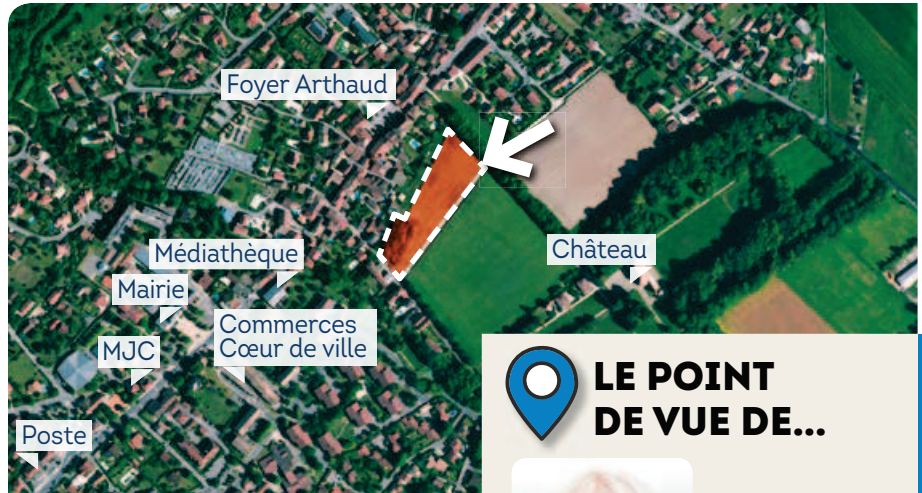 Foyer Arthaud
Médiathèque
Château
Mairie
Commerces
Cœur de ville
MJC
Poste
LE POINT
DE VUE DE...